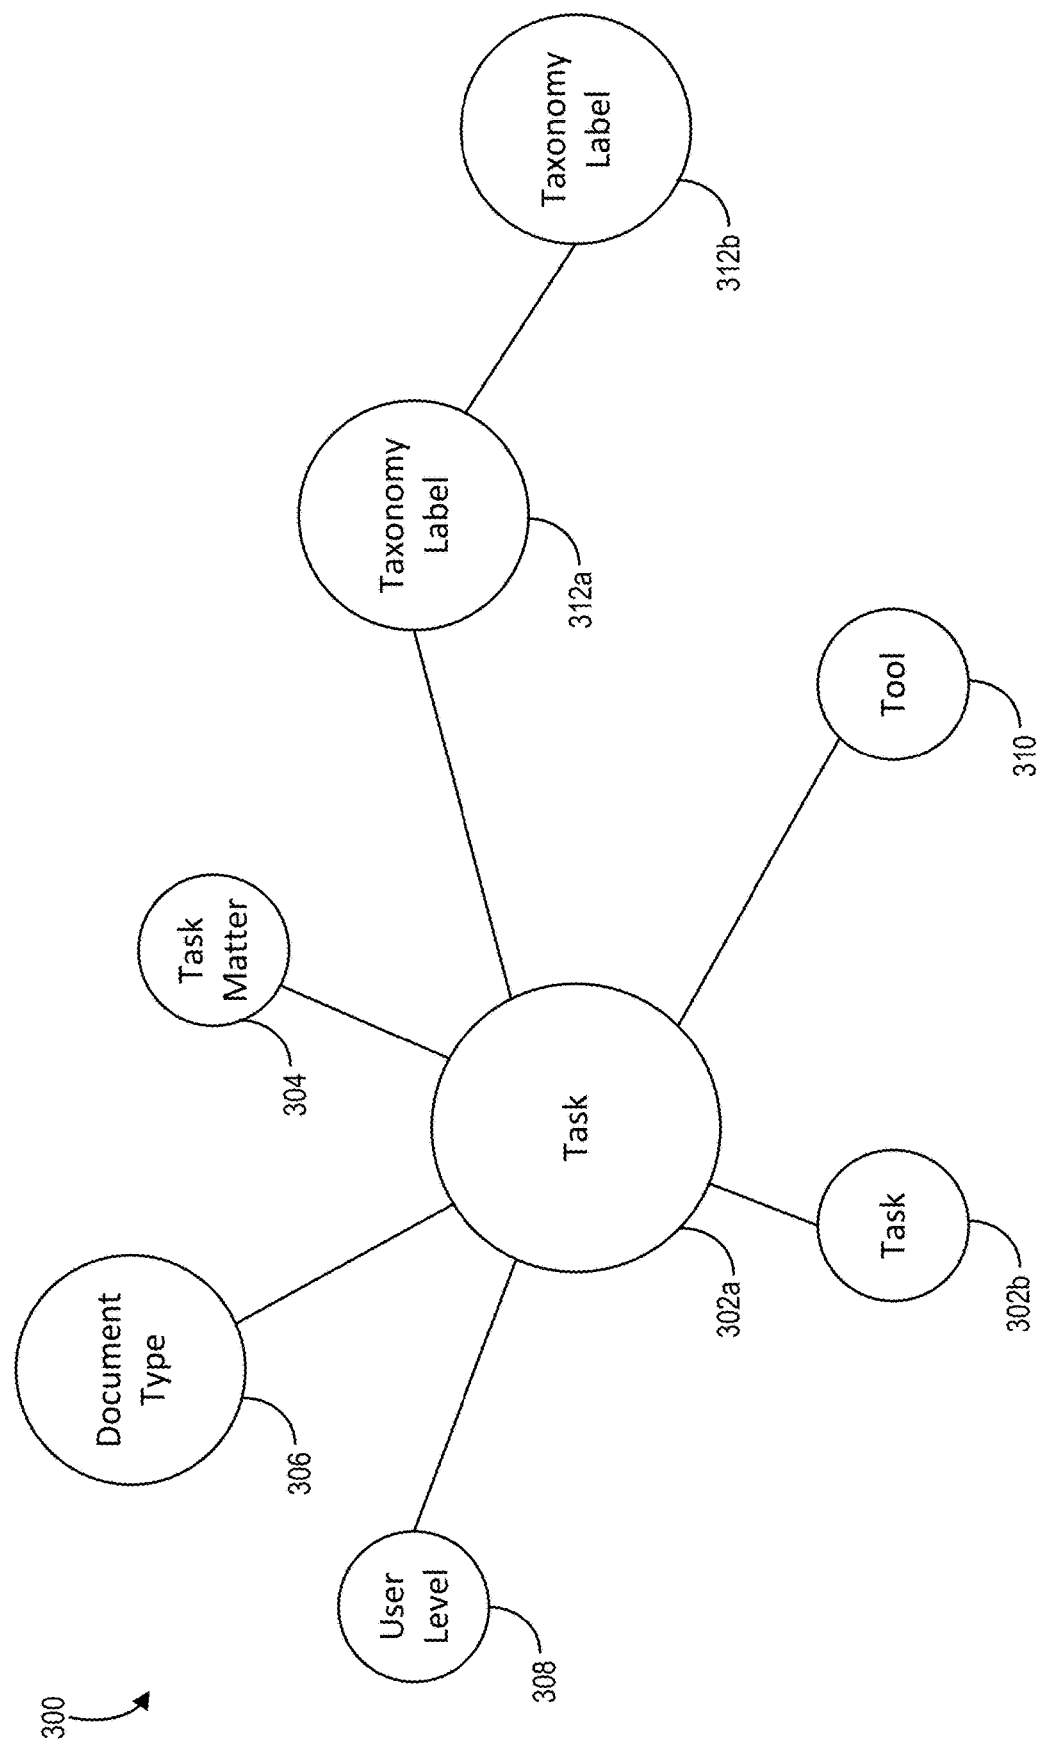 300
User
Level
308
Document
Type
306
Task
Matter
304
Task
302a
Task
302b
Tool
310
Taxonomy
Label
312a
Taxonomy
Label
312b